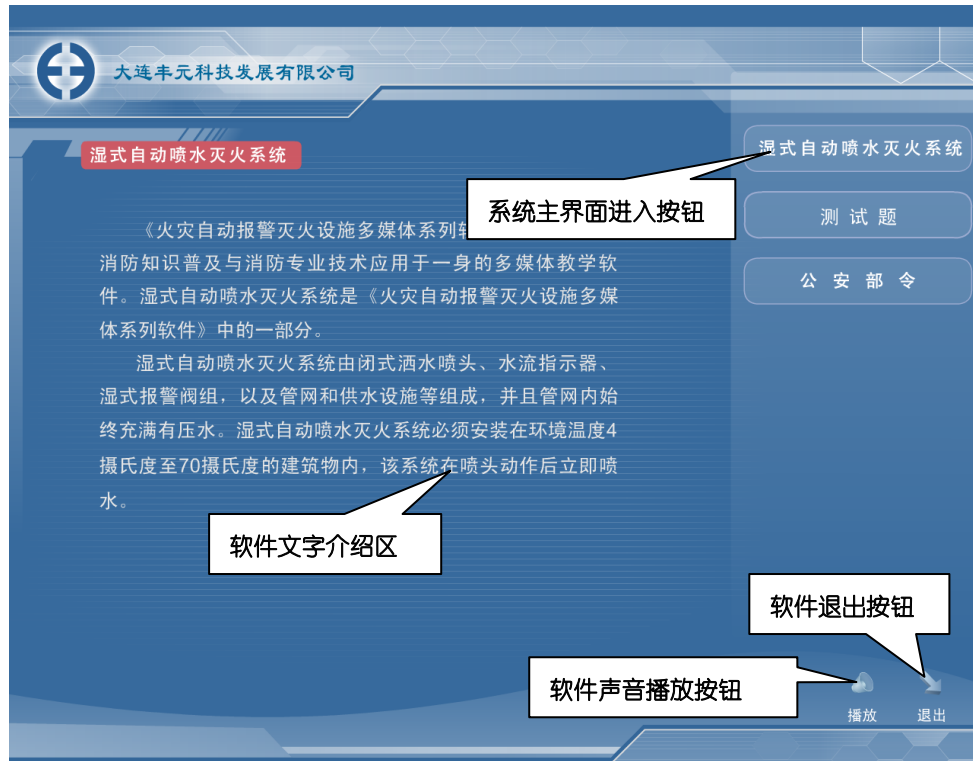 大连丰元科技发展有限公司
湿式自动喷水灭火系统
湿式自动喷水灭火系统
系统主界面进入按钮
测试题
公安部令
《火灾自动报警灭火设施多媒体系列
消防知识普及与消防专业技术应用于一身的多媒体教学软
件。湿式自动喷水灭火系统是《火灾自动报警灭火设施多媒
体系列软件》中的一部分。
湿式自动喷水灭火系统由闭式洒水喷头、水流指示器、
湿式报警阀组，以及管网和供水设施等组成，并且管网内始
终充满有压水。湿式自动喷水灭火系统必须安装在环境温度4
摄氏度至70摄氏度的建筑物内，该系统在喷头动作后立即喷
水。
软件文字介绍区
软件退出按钮
软件声音播放按钮
播放
退出